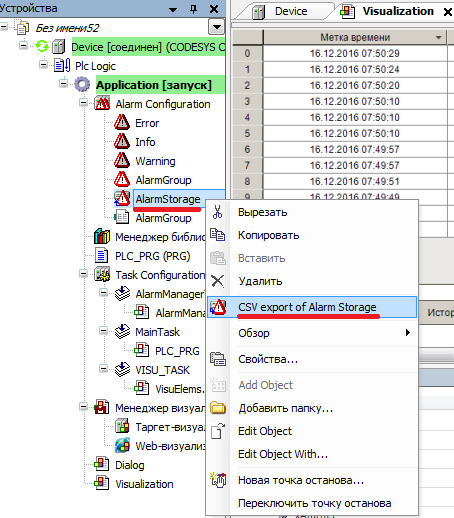 Устройства
Без имени52
Device [соединен] (CODESYS C
Plc Logic
Application [запуск]
Alarm Configuration
Error
Info
Warning
AlarmGroup
AlarmStorage
AlarmGroup
Менеджер библис
PLC_PRG (PRG)
Task Configuration
AlarmManager
AlarmMana
MainTask
PLC_PRG
VISU_TASK
VisuElems.
Менеджер визуал
Таргет-визуал
Web-визуализ
Dialog
Visualization
Device
Visualization
Метка времени
0 16.12.2016 07:50:29
1 16.12.2016 07:50:24
2 16.12.2016 07:50:20
3 16.12.2016 07:50:10
4 16.12.2016 07:50:10
5 16.12.2016 07:50:10
6 16.12.2016 07:49:57
7 16.12.2016 07:49:57
8 16.12.2016 07:49:51
9 16.12.2016 07:49:49
Истор
Вырезать
Копировать
Вставить
Удалить
CSV export of Alarm Storage
Обзор
Свойства...
Add Object
Добавить папку...
Edit Object
Edit Object With...
Новая точка останова...
Переключить точку останова